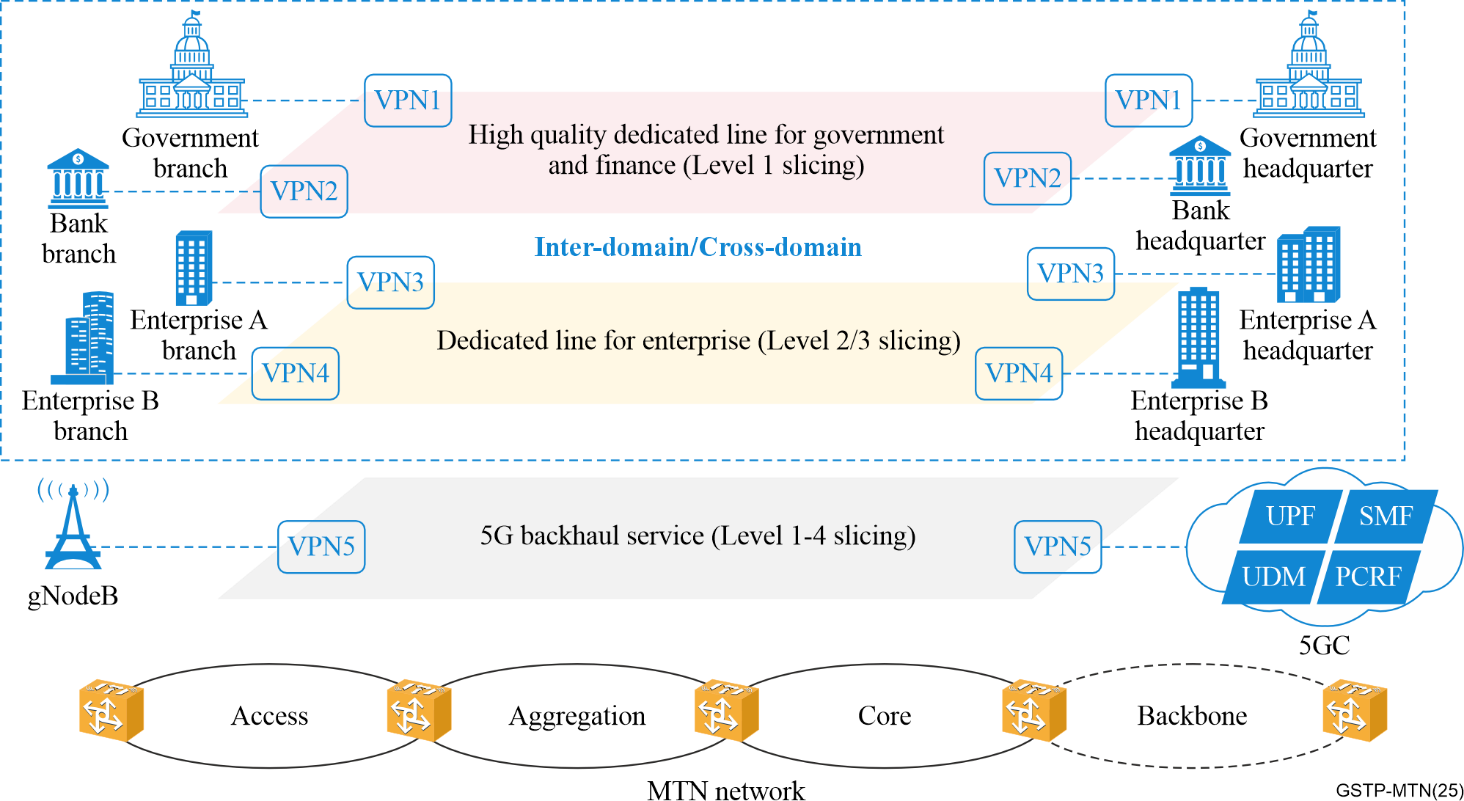 VPN1
VPN1
Government
branch
High quality dedicated line for government
and finance (Level 1 slicing)
Government
headquarter
VPN2
VPN2
Bank
branch
Bank
headquarter
Inter-domain/Cross-domain
VPN3
VPN3
Enterprise A
branch
Enterprise A
headquarter
Dedicated line for enterprise (Level 2/3 slicing)
VPN4
VPN4
Enterprise B
branch
Enterprise B
headquarter
gNodeB
VPN5
5G backhaul service (Level 1-4 slicing)
VPN5
UPF
SMF
UDM
PCRF
5GC
Access
Aggregation
Core
Backbone
MTN network
GSTP-MTN(25)